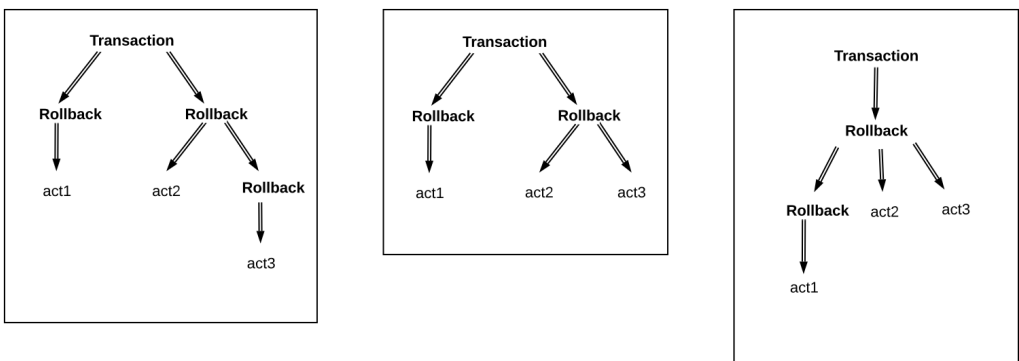 Transaction
Rollback Rollback
act1 act2 Rollback
act3
Transaction
Rollback Rollback
act1 act2 act3
Transaction
Rollback
Rollback act2 act3
act1